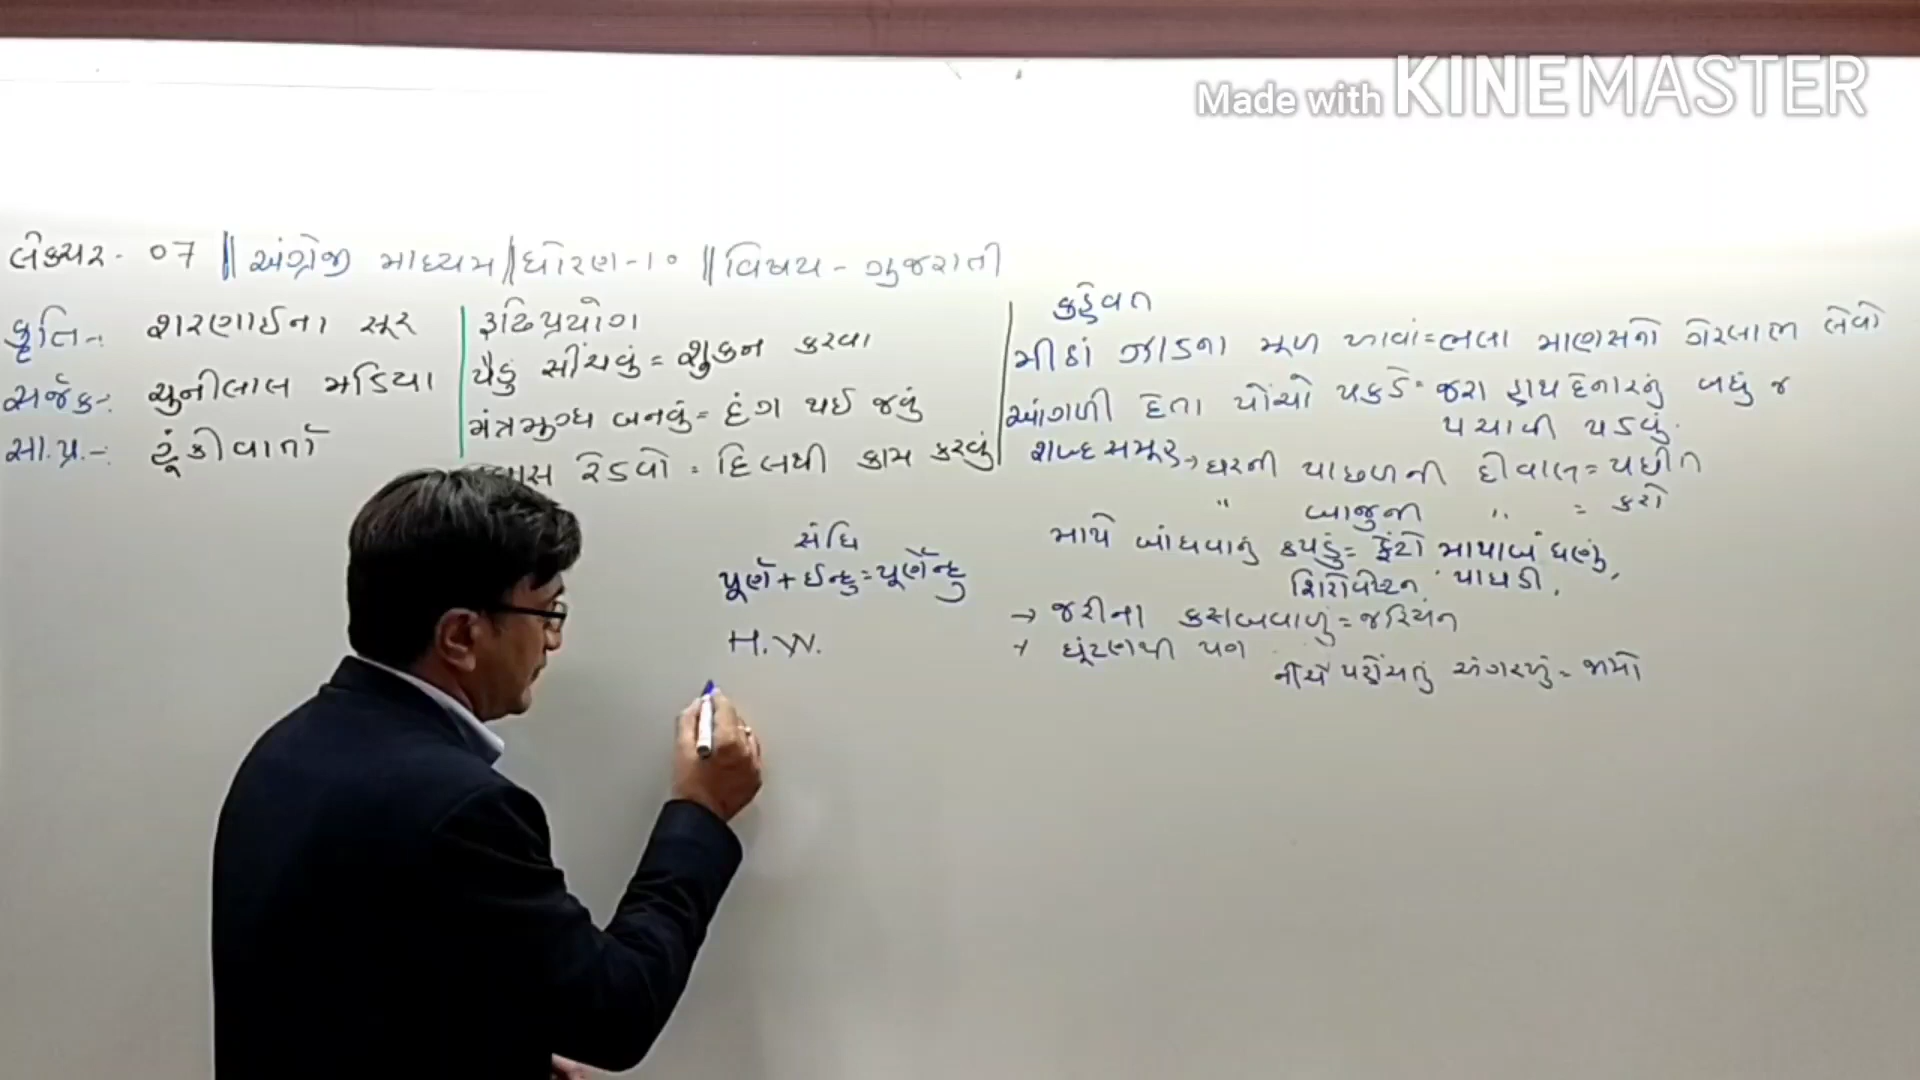 Made with KINEMASTER
લેક્ચર - 07 || અંગ્રેજી માધ્યમ || ધોરણ-૧૦ || વિષય - ગુજરાતી
કૃતિ -: શરણાઈના સૂર
સર્જક -: ચુનીલાલ મડિયા
સા.પ્ર. -: ટૂંકીવાર્તા
રૂઢિપ્રયોગ
પૈડું સીંચવું = શુકન કરવા
મંત્રમુગ્ધ બનવું = દંગ થઈ જવું
રેડવો = દિલથી કામ કરવું
સંધિ
પૂર્ણ + ઈન્દુ = પૂર્ણેન્દુ
H.W.
કહેવત
મીઠાં ઝાડના મૂળ ખાવાં = ભલા માણસનો ગેરલાભ લેવો
આંગળી દેતા પોંચો પકડે = જરા હાથ દેનારનું બધું જ
પચાવી પડવું.
શબ્દસમૂહ → ઘરની પાછળની દીવાલ = પછીત
" બાજુની " = કરો
માથે બાંધવાનું કપડું = ફેંટો માથાબંધણું,
શિરોવેષ્ટન, પાઘડી,
→ જરીના કસબવાળું = જરિયન
+ ઘૂંટણથી પણ
નીચે પહોંચતું અંગરખું = જામો